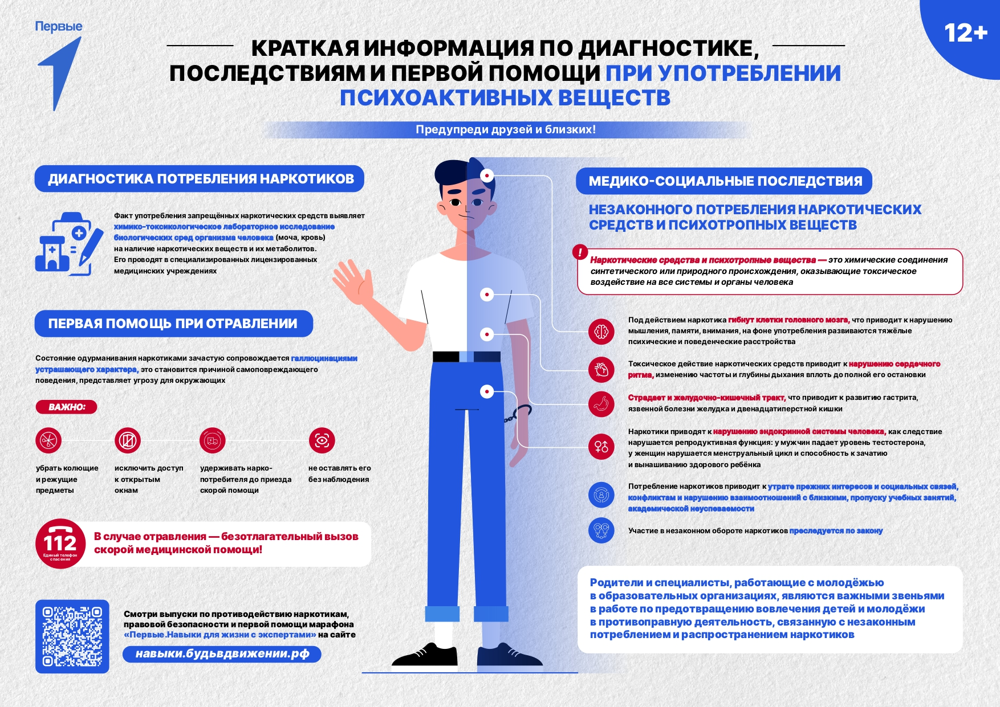 Первые
12+
КРАТКАЯ ИНФОРМАЦИЯ ПО ДИАГНОСТИКЕ,
ПОСЛЕДСТВИЯМ И ПЕРВОЙ ПОМОЩИ ПРИ УПОТРЕБЛЕНИИ
ПСИХОАКТИВНЫХ ВЕЩЕСТВ
Предупреди друзей и близких!
ДИАГНОСТИКА ПОТРЕБЛЕНИЯ НАРКОТИКОВ
Факт употребления запрещённых наркотических средств выявляет
химико-токсикологическое лабораторное исследование
биологических сред организма человека (моча, кровь)
на наличие наркотических веществ и их метаболитов.
Его проводят в специализированных лицензированных
медицинских учреждениях
ПЕРВАЯ ПОМОЩЬ ПРИ ОТРАВЛЕНИИ
Состояние одурманивания наркотиками зачастую сопровождается галлюцинациями
устрашающего характера, это становится причиной самоповреждающего
поведения, представляет угрозу для окружающих
ВАЖНО:
убрать колющие
и режущие
предметы
исключить доступ
к открытым
окнам
удерживать нарко-
потребителя до приезда
скорой помощи
не оставлять его
без наблюдения
112
Единый телефон
спасения
В случае отравления — безотлагательный вызов
скорой медицинской помощи!
Смотри выпуски по противодействию наркотикам,
правовой безопасности и первой помощи марафона
«Первые.Навыки для жизни с экспертами» на сайте
навыки.будьвдвижении.рф
МЕДИКО-СОЦИАЛЬНЫЕ ПОСЛЕДСТВИЯ
НЕЗАКОННОГО ПОТРЕБЛЕНИЯ НАРКОТИЧЕСКИХ
СРЕДСТВ И ПСИХОТРОПНЫХ ВЕЩЕСТВ
!
Наркотические средства и психотропные вещества — это химические соединения
синтетического или природного происхождения, оказывающие токсическое
воздействие на все системы и органы человека
Под действием наркотика гибнут клетки головного мозга, что приводит к нарушению
мышления, памяти, внимания, на фоне употребления развиваются тяжёлые
психические и поведенческие расстройства
Токсическое действие наркотических средств приводит к нарушению сердечного
ритма, изменению частоты и глубины дыхания вплоть до полной его остановки
Страдает и желудочно-кишечный тракт, что приводит к развитию гастрита,
язвенной болезни желудка и двенадцатиперстной кишки
Наркотики приводят к нарушению эндокринной системы человека, как следствие
нарушается репродуктивная функция: у мужчин падает уровень тестостерона,
у женщин нарушается менструальный цикл и способность к зачатию
и вынашиванию здорового ребёнка
Потребление наркотиков приводит к утрате прежних интересов и социальных связей,
конфликтам и нарушению взаимоотношений с близкими, пропуску учебных занятий,
академической неуспеваемости
Участие в незаконном обороте наркотиков преследуется по закону
Родители и специалисты, работающие с молодёжью
в образовательных организациях, являются важными звеньями
в работе по предотвращению вовлечения детей и молодёжи
в противоправную деятельность, связанную с незаконным
потреблением и распространением наркотиков